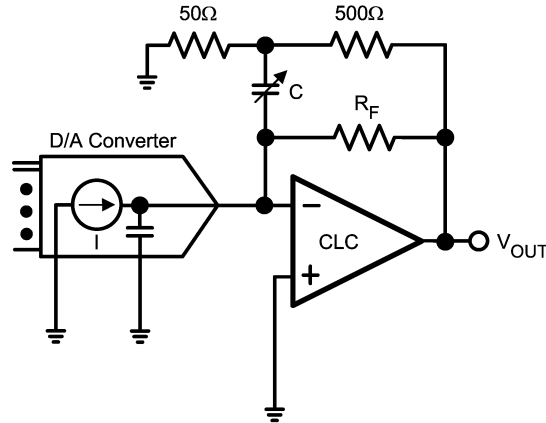 50Ω
500Ω
C
R_F
D/A Converter
I
CLC
V_OUT